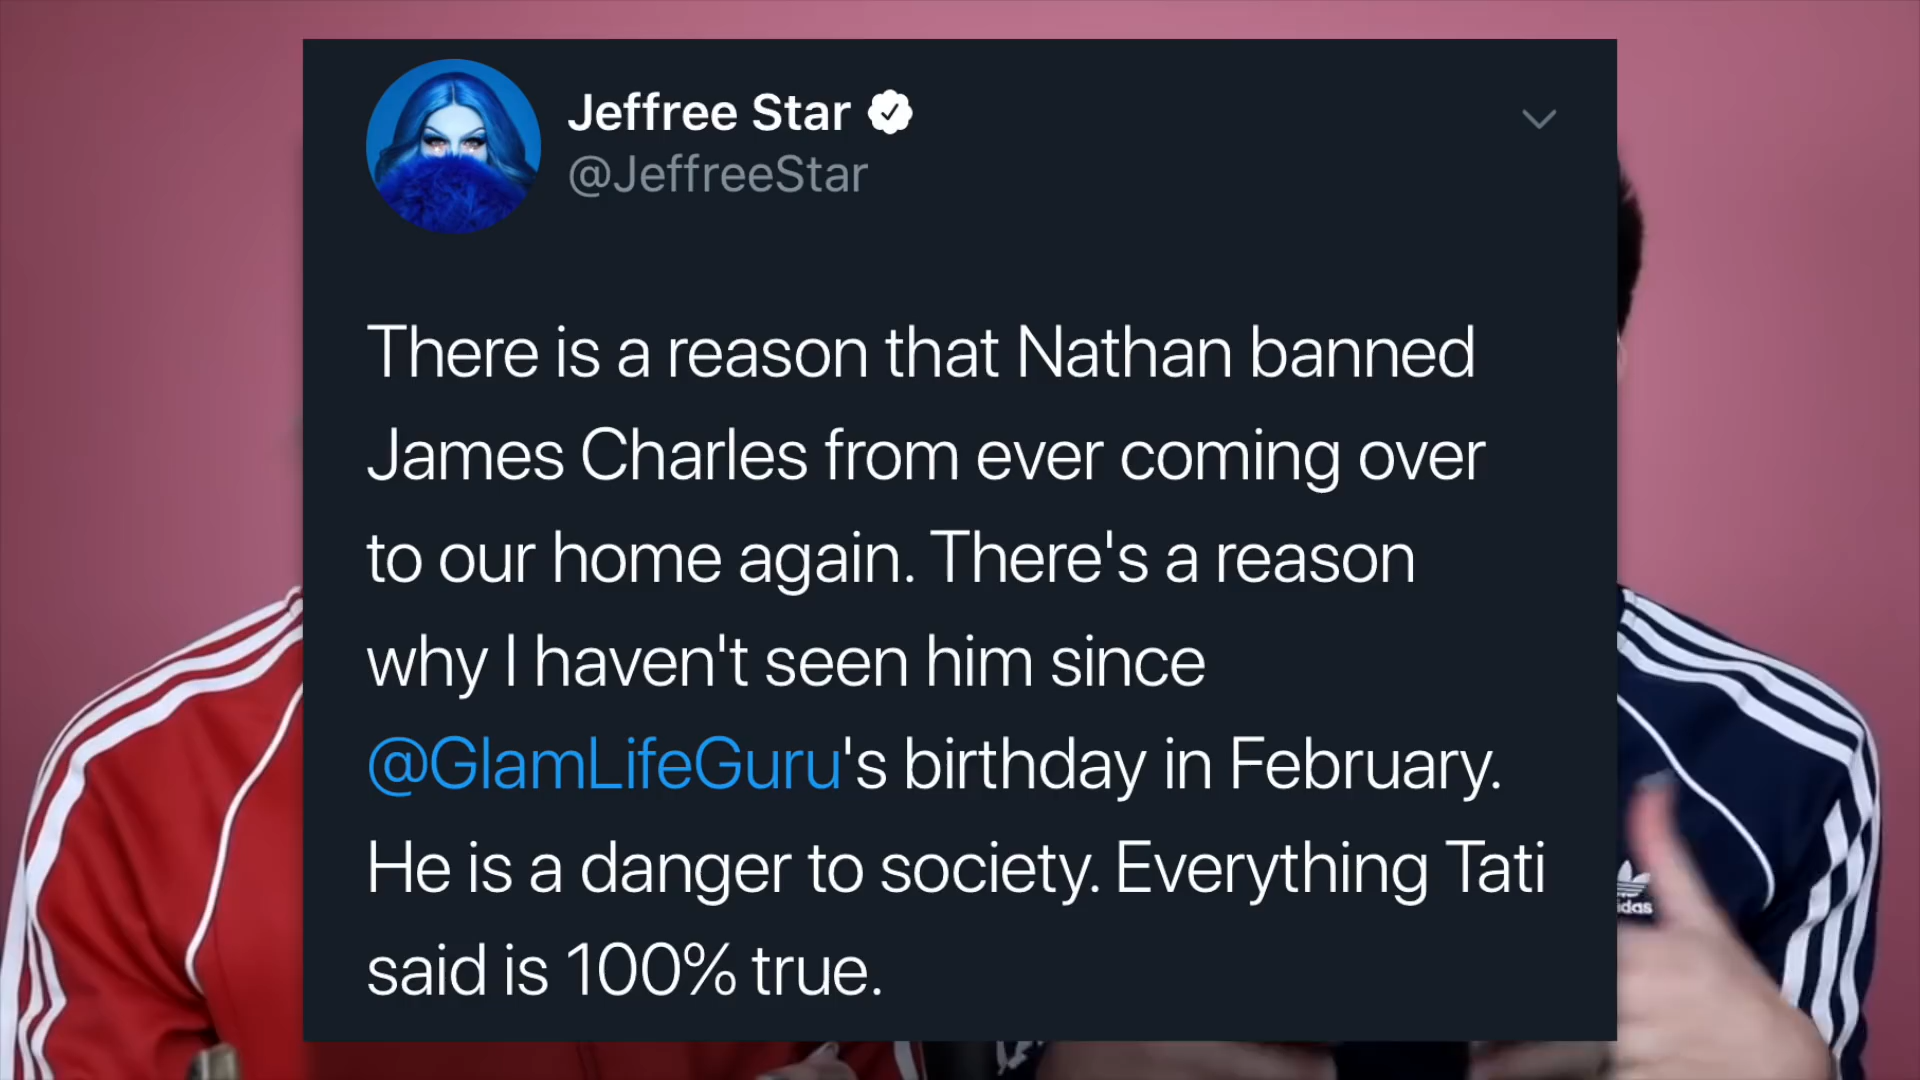 Jeffree Star
@JeffreeStar
There is a reason that Nathan banned
James Charles from ever coming over
to our home again. There's a reason
why I haven't seen him since
@GlamLifeGuru's birthday in February.
He is a danger to society. Everything Tati
said is 100% true.